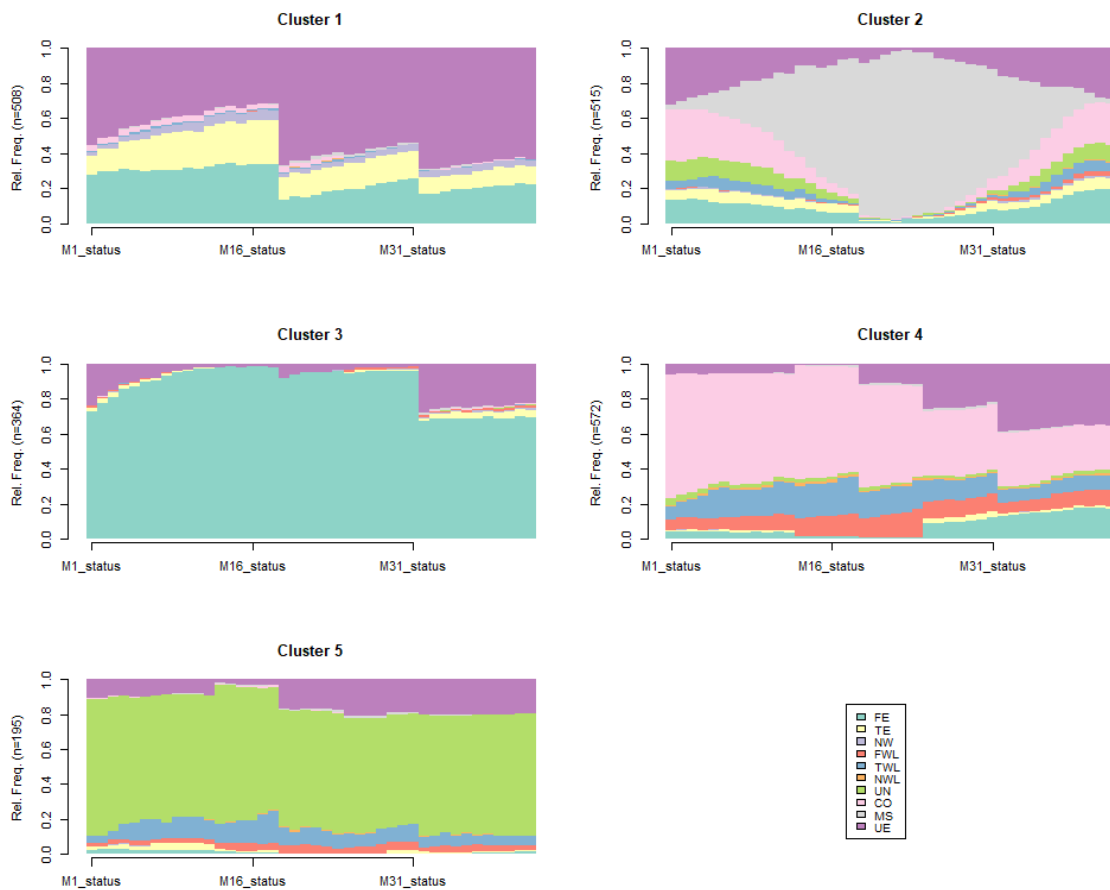 Cluster 1
Rel. Freq. (n=508)
0.0 0.2 0.4 0.6 0.8 1.0
M1_status M16_status M31_status
Cluster 2
Rel. Freq. (n=515)
0.0 0.2 0.4 0.6 0.8 1.0
M1_status M16_status M31_status
Cluster 3
Rel. Freq. (n=364)
0.0 0.2 0.4 0.6 0.8 1.0
M1_status M16_status M31_status
Cluster 4
Rel. Freq. (n=572)
0.0 0.2 0.4 0.6 0.8 1.0
M1_status M16_status M31_status
Cluster 5
Rel. Freq. (n=195)
0.0 0.2 0.4 0.6 0.8 1.0
M1_status M16_status M31_status
FE
TE
NW
FWL
TWL
NWL
UN
CO
MS
UE